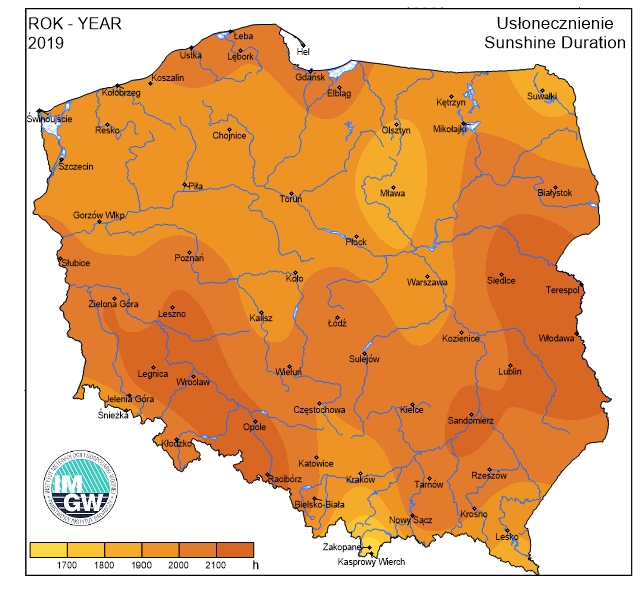 ROK - YEAR
2019
Usłonecznienie
Sunshine Duration
Łeba
Hel
Ustka
Lębork
Koszalin
Gdańsk
Kołobrzeg
Elbląg
Kętrzyn
Suwałki
Świnoujście
Resko
Chojnice
Olsztyn
Mikołajki
Szczecin
Piła
Toruń
Mława
Białystok
Gorzów Wlkp.
Płock
Słubice
Poznań
Koło
Warszawa
Siedlce
Terespol
Zielona Góra
Leszno
Kalisz
Łódź
Kozienice
Włodawa
Sulejów
Legnica
Wrocław
Wieluń
Lublin
Jelenia Góra
Śnieżka
Częstochowa
Kielce
Sandomierz
Opole
Kłodzko
Katowice
Racibórz
Kraków
Tarnów
Rzeszów
Bielsko-Biała
Nowy Sącz
Krosno
Lesko
Zakopane
Kasprowy Wierch
IM
GW
1700 1800 1900 2000 2100 h